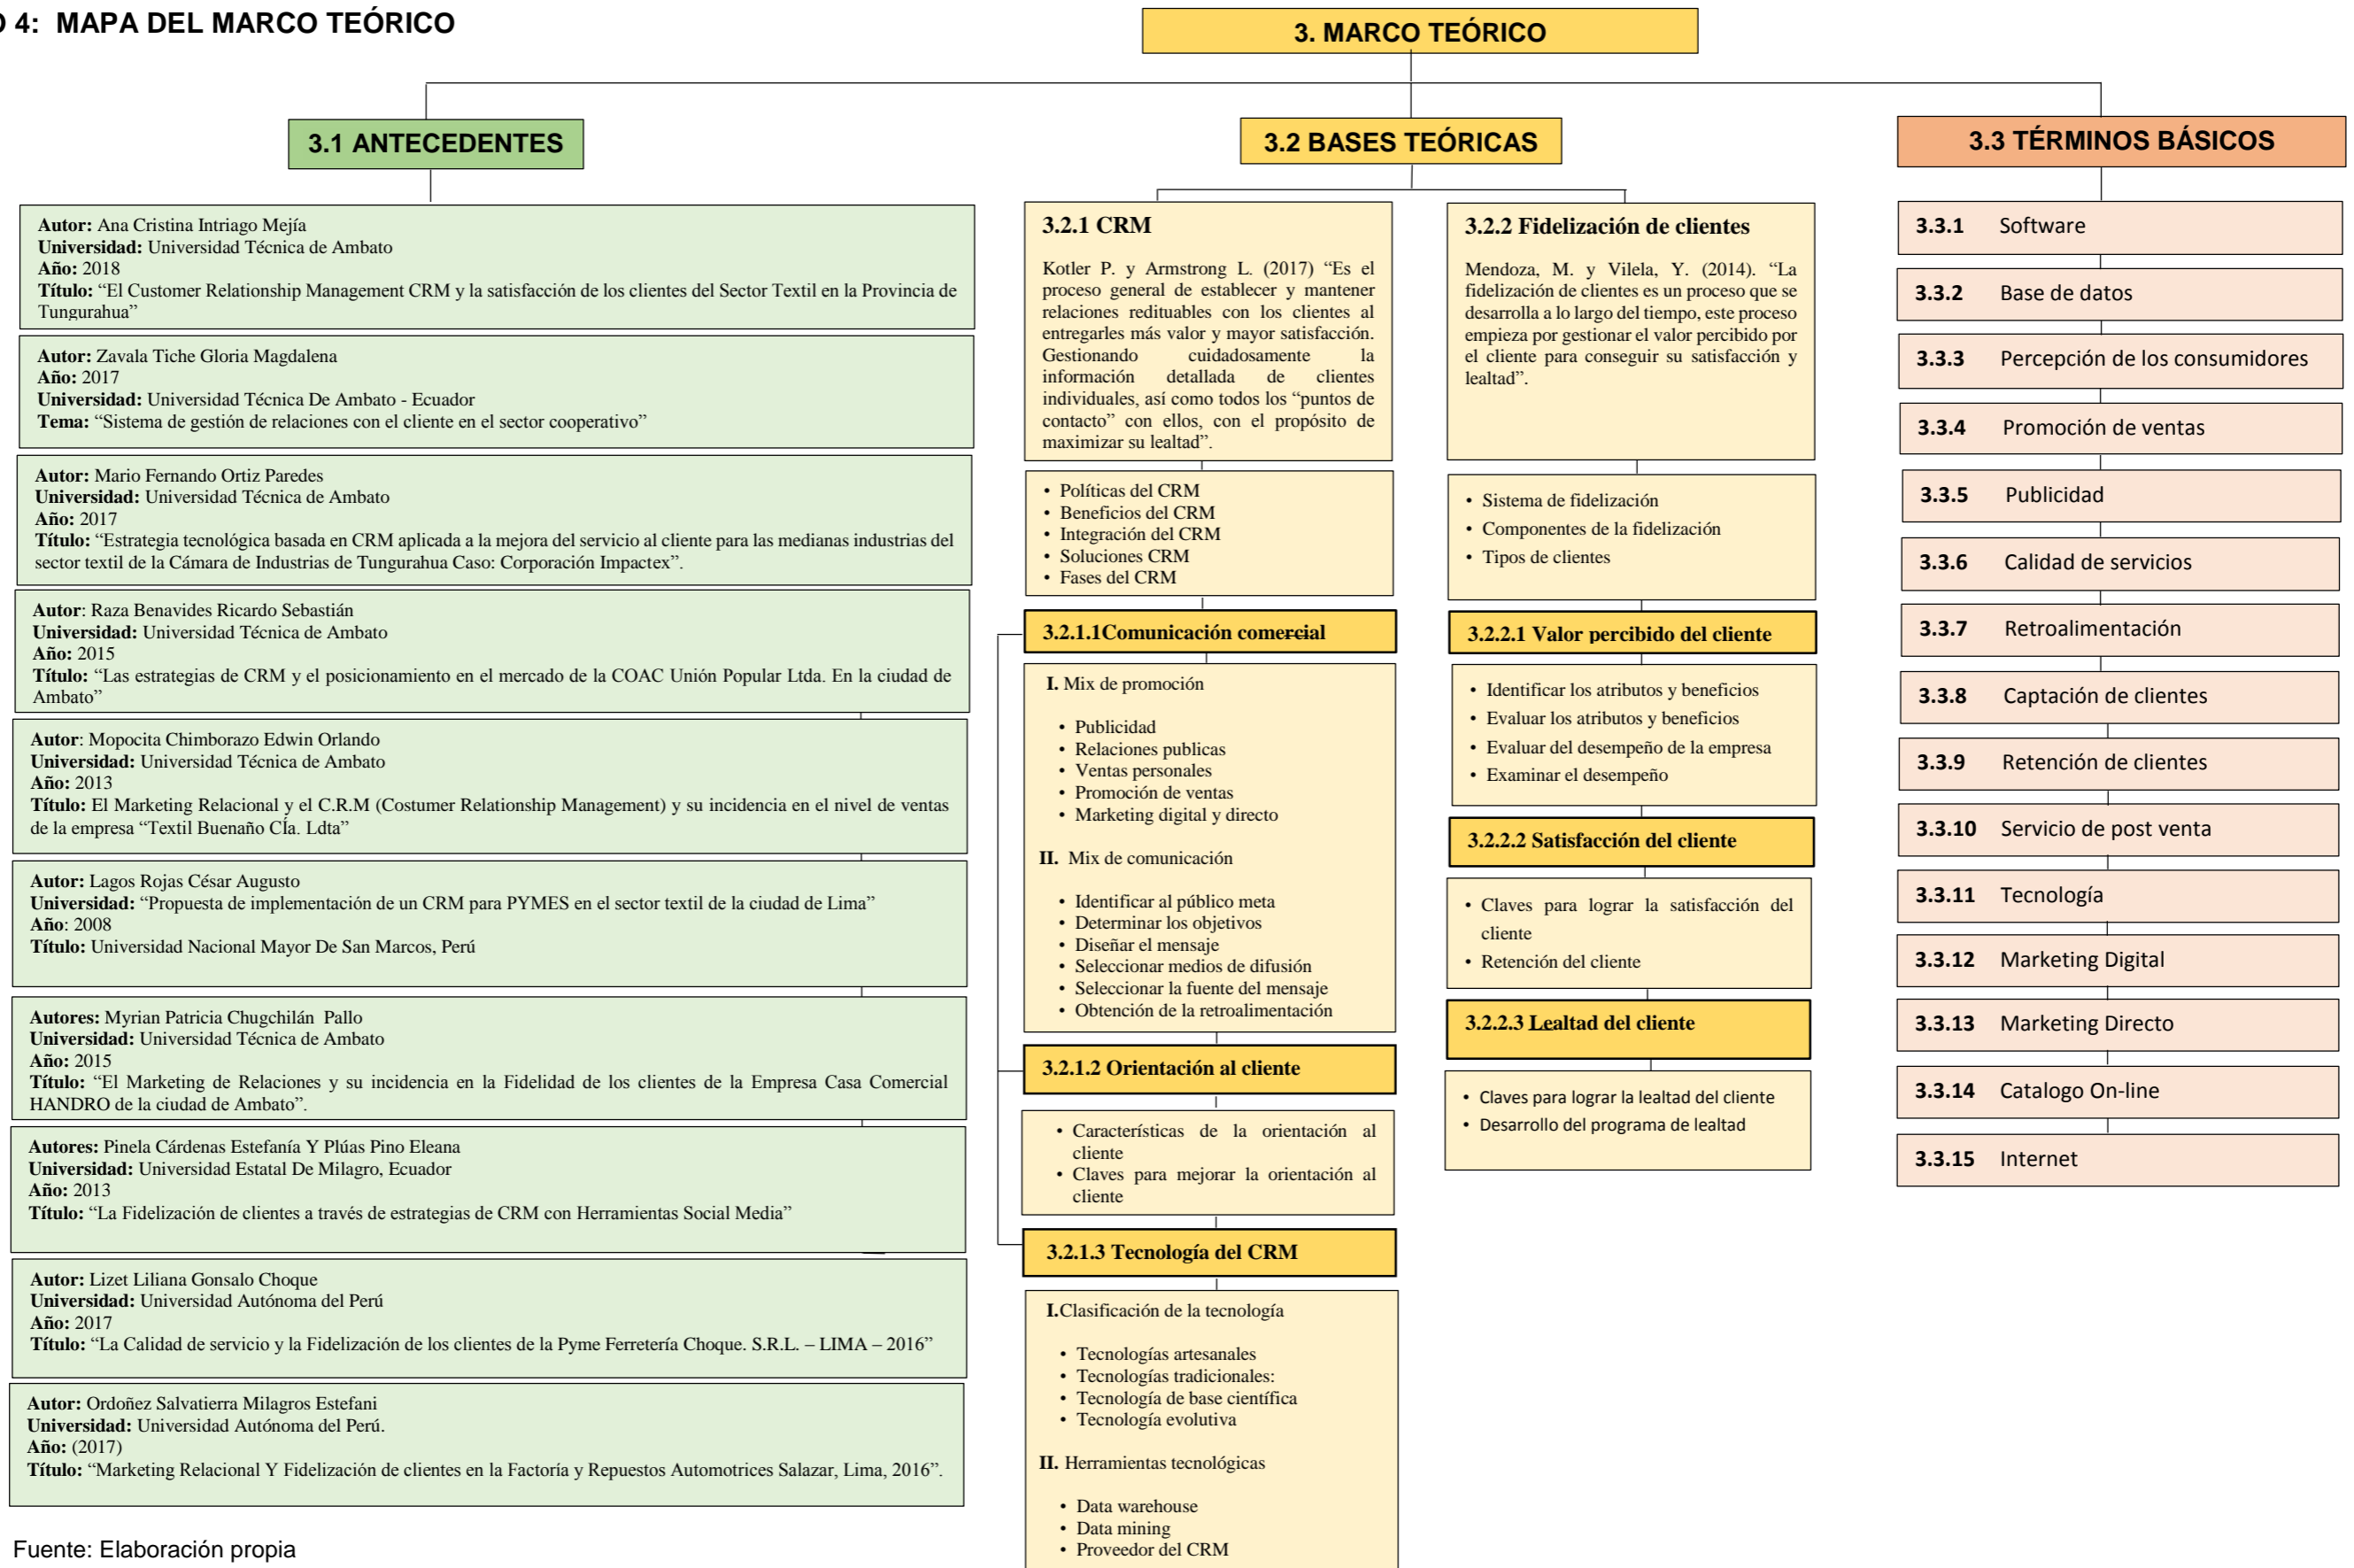 O 4: MAPA DEL MARCO TEÓRICO
3. MARCO TEÓRICO
3.1 ANTECEDENTES
Autor: Ana Cristina Intriago Mejía
Universidad: Universidad Técnica de Ambato
Año: 2018
Título: “El Customer Relationship Management CRM y la satisfacción de los clientes del Sector Textil en la Provincia de
Tungurahua”
Autor: Zavala Tiche Gloria Magdalena
Año: 2017
Universidad: Universidad Técnica De Ambato - Ecuador
Tema: “Sistema de gestión de relaciones con el cliente en el sector cooperativo”
Autor: Mario Fernando Ortiz Paredes
Universidad: Universidad Técnica de Ambato
Año: 2017
Título: “Estrategia tecnológica basada en CRM aplicada a la mejora del servicio al cliente para las medianas industrias del
sector textil de la Cámara de Industrias de Tungurahua Caso: Corporación Impactex”.
Autor: Raza Benavides Ricardo Sebastián
Universidad: Universidad Técnica de Ambato
Año: 2015
Título: “Las estrategias de CRM y el posicionamiento en el mercado de la COAC Unión Popular Ltda. En la ciudad de
Ambato”
Autor: Mopocita Chimborazo Edwin Orlando
Universidad: Universidad Técnica de Ambato
Año: 2013
Título: El Marketing Relacional y el C.R.M (Costumer Relationship Management) y su incidencia en el nivel de ventas
de la empresa “Textil Buenaño CÍa. Ldta”
Autor: Lagos Rojas César Augusto
Universidad: “Propuesta de implementación de un CRM para PYMES en el sector textil de la ciudad de Lima”
Año: 2008
Título: Universidad Nacional Mayor De San Marcos, Perú
Autores: Myrian Patricia Chugchilán Pallo
Universidad: Universidad Técnica de Ambato
Año: 2015
Título: “El Marketing de Relaciones y su incidencia en la Fidelidad de los clientes de la Empresa Casa Comercial
HANDRO de la ciudad de Ambato”.
Autores: Pinela Cárdenas Estefanía Y Plúas Pino Eleana
Universidad: Universidad Estatal De Milagro, Ecuador
Año: 2013
Título: “La Fidelización de clientes a través de estrategias de CRM con Herramientas Social Media”
Autor: Lizet Liliana Gonsalo Choque
Universidad: Universidad Autónoma del Perú
Año: 2017
Título: “La Calidad de servicio y la Fidelización de los clientes de la Pyme Ferretería Choque. S.R.L. – LIMA – 2016”
Autor: Ordoñez Salvatierra Milagros Estefani
Universidad: Universidad Autónoma del Perú.
Año: (2017)
Título: “Marketing Relacional Y Fidelización de clientes en la Factoría y Repuestos Automotrices Salazar, Lima, 2016”.
Fuente: Elaboración propia
3.2 BASES TEÓRICAS
3.2.1 CRM
Kotler P. y Armstrong L. (2017) “Es el
proceso general de establecer y mantener
relaciones redituables con los clientes al
entregarles más valor y mayor satisfacción.
Gestionando cuidadosamente la
información detallada de clientes
individuales, así como todos los “puntos de
contacto” con ellos, con el propósito de
maximizar su lealtad”.
• Políticas del CRM
• Beneficios del CRM
• Integración del CRM
• Soluciones CRM
• Fases del CRM
3.2.1.1Comunicación comercial
I. Mix de promoción
• Publicidad
• Relaciones publicas
• Ventas personales
• Promoción de ventas
• Marketing digital y directo
II. Mix de comunicación
• Identificar al público meta
• Determinar los objetivos
• Diseñar el mensaje
• Seleccionar medios de difusión
• Seleccionar la fuente del mensaje
• Obtención de la retroalimentación
3.2.1.2 Orientación al cliente
• Características de la orientación al
cliente
• Claves para mejorar la orientación al
cliente
3.2.1.3 Tecnología del CRM
I.Clasificación de la tecnología
• Tecnologías artesanales
• Tecnologías tradicionales:
• Tecnología de base científica
• Tecnología evolutiva
II. Herramientas tecnológicas
• Data warehouse
• Data mining
• Proveedor del CRM
3.2.2 Fidelización de clientes
Mendoza, M. y Vilela, Y. (2014). “La
fidelización de clientes es un proceso que se
desarrolla a lo largo del tiempo, este proceso
empieza por gestionar el valor percibido por
el cliente para conseguir su satisfacción y
lealtad”.
• Sistema de fidelización
• Componentes de la fidelización
• Tipos de clientes
3.2.2.1 Valor percibido del cliente
• Identificar los atributos y beneficios
• Evaluar los atributos y beneficios
• Evaluar del desempeño de la empresa
• Examinar el desempeño
3.2.2.2 Satisfacción del cliente
• Claves para lograr la satisfacción del
cliente
• Retención del cliente
3.2.2.3 Lealtad del cliente
• Claves para lograr la lealtad del cliente
• Desarrollo del programa de lealtad
3.3 TÉRMINOS BÁSICOS
3.3.1 Software
3.3.2 Base de datos
3.3.3 Percepción de los consumidores
3.3.4 Promoción de ventas
3.3.5 Publicidad
3.3.6 Calidad de servicios
3.3.7 Retroalimentación
3.3.8 Captación de clientes
3.3.9 Retención de clientes
3.3.10 Servicio de post venta
3.3.11 Tecnología
3.3.12 Marketing Digital
3.3.13 Marketing Directo
3.3.14 Catalogo On-line
3.3.15 Internet